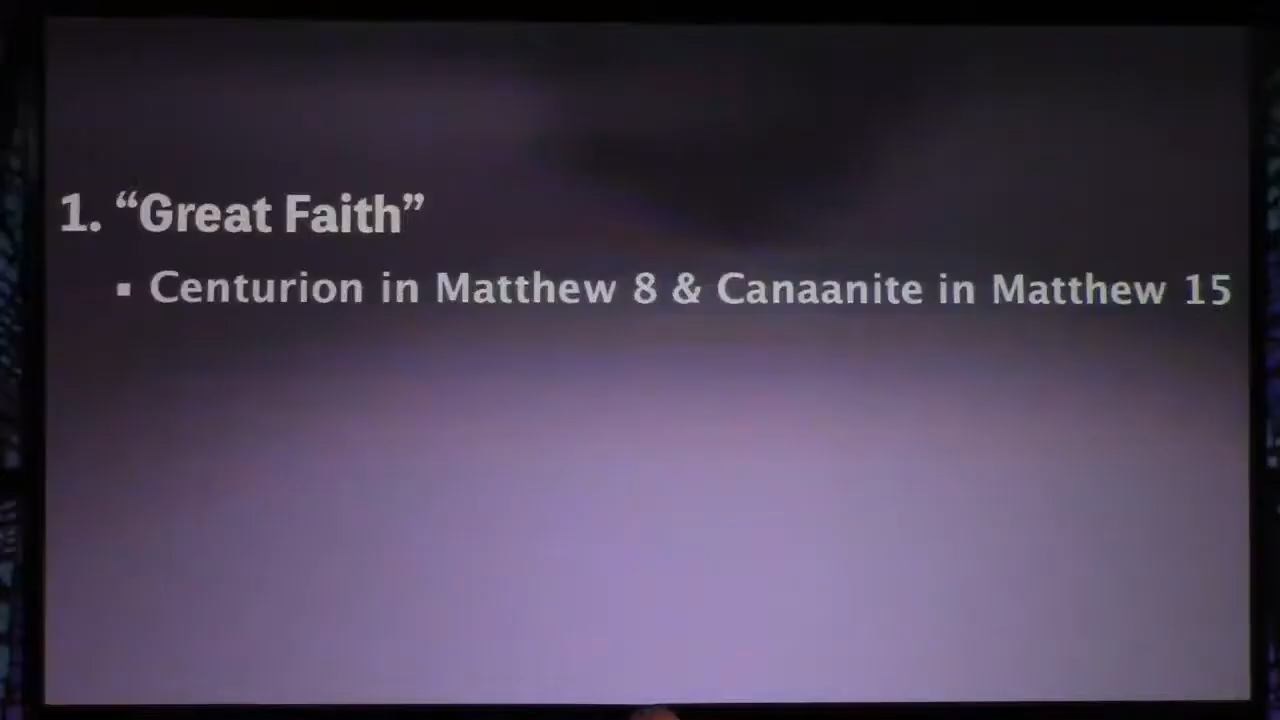 1. “Great Faith”
▪ Centurion in Matthew 8 & Canaanite in Matthew 15